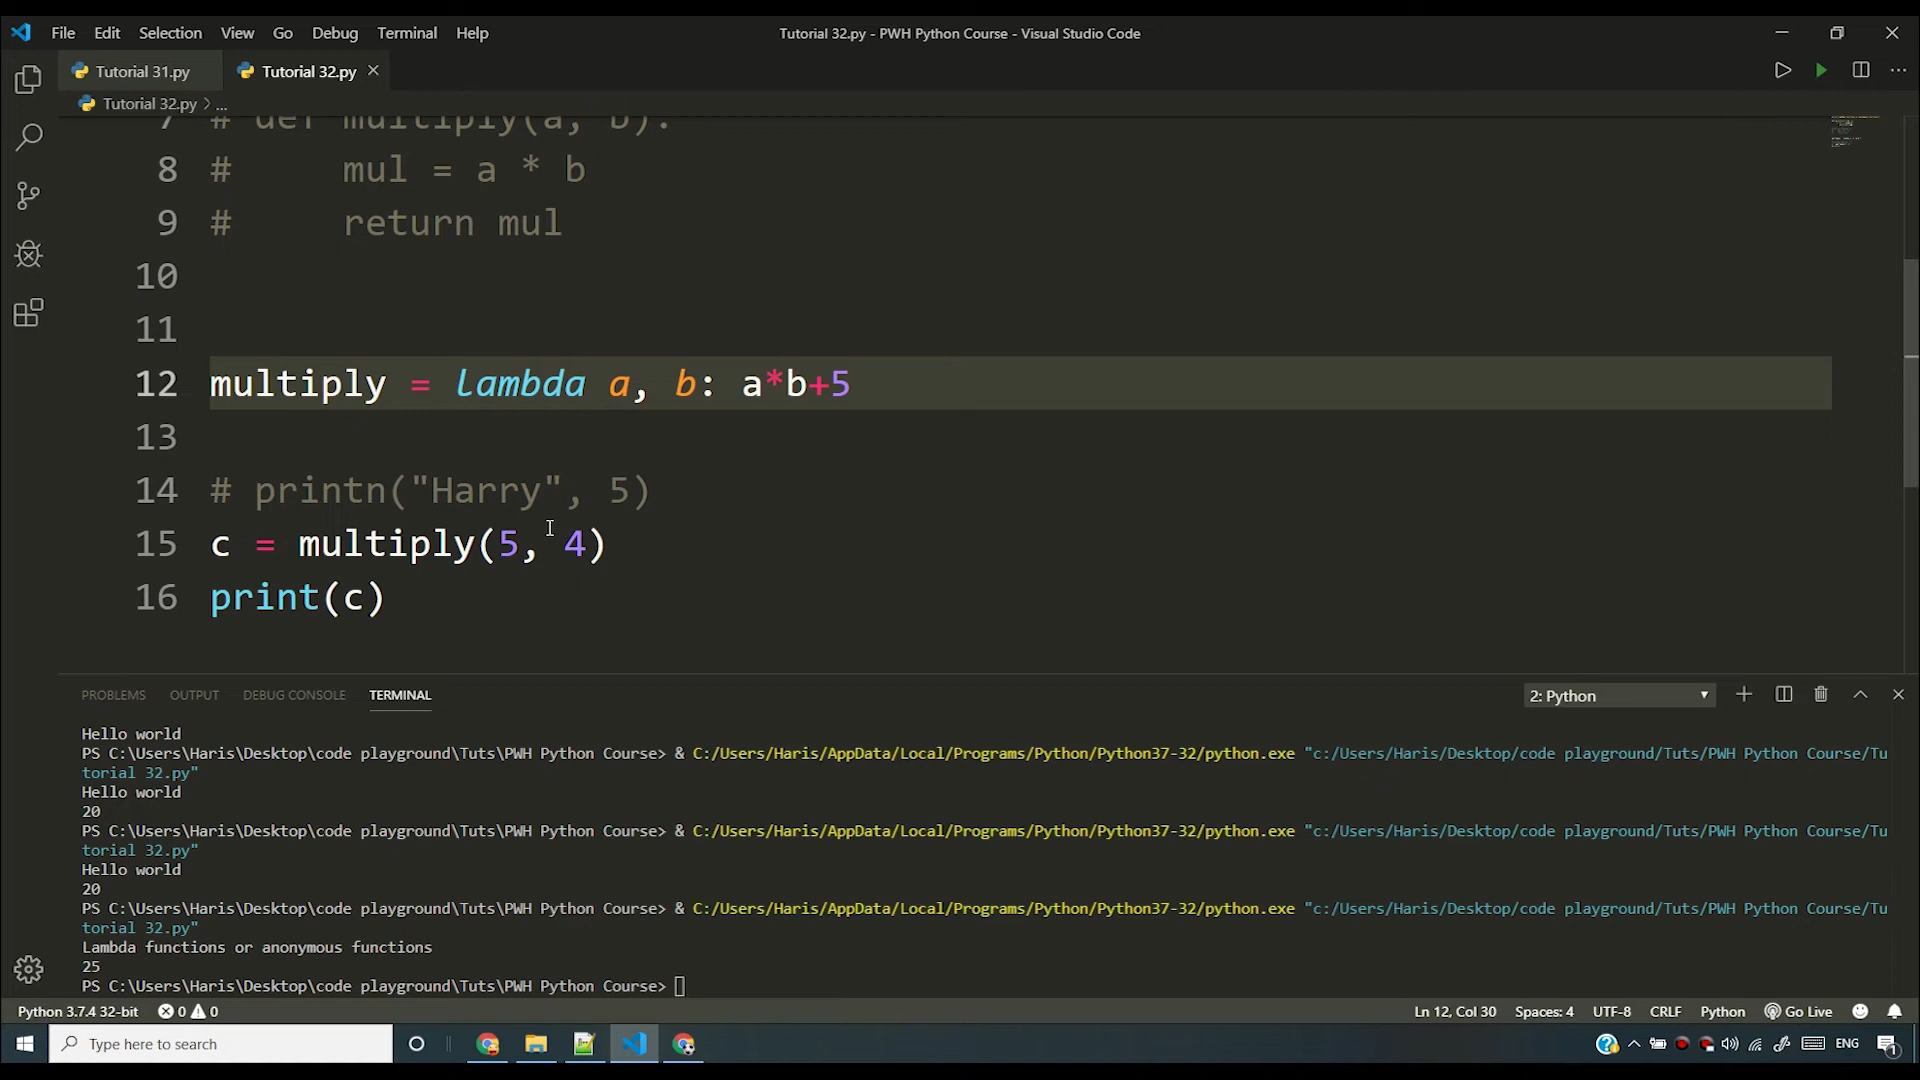 File Edit Selection View Go Debug Terminal Help
Tutorial 32.py - PWH Python Course - Visual Studio Code
Tutorial 31.py
Tutorial 32.py
Tutorial 32.py > ...
7 # def multiply(a, b):
8 #     mul = a * b
9 #     return mul
10
11
12 multiply = lambda a, b: a*b+5
13
14 # printn("Harry", 5)
15 c = multiply(5, 4)
16 print(c)
PROBLEMS OUTPUT DEBUG CONSOLE TERMINAL
2: Python
Hello world
PS C:\Users\Haris\Desktop\code playground\Tuts\PWH Python Course> & C:/Users/Haris/AppData/Local/Programs/Python/Python37-32/python.exe "c:/Users/Haris/Desktop/code playground/Tuts/PWH Python Course/Tu
torial 32.py"
Hello world
20
PS C:\Users\Haris\Desktop\code playground\Tuts\PWH Python Course> & C:/Users/Haris/AppData/Local/Programs/Python/Python37-32/python.exe "c:/Users/Haris/Desktop/code playground/Tuts/PWH Python Course/Tu
torial 32.py"
Hello world
20
PS C:\Users\Haris\Desktop\code playground\Tuts\PWH Python Course> & C:/Users/Haris/AppData/Local/Programs/Python/Python37-32/python.exe "c:/Users/Haris/Desktop/code playground/Tuts/PWH Python Course/Tu
torial 32.py"
Lambda functions or anonymous functions
25
PS C:\Users\Haris\Desktop\code playground\Tuts\PWH Python Course>
Python 3.7.4 32-bit 0 0
Ln 12, Col 30 Spaces: 4 UTF-8 CRLF Python Go Live
Type here to search
ENG
1